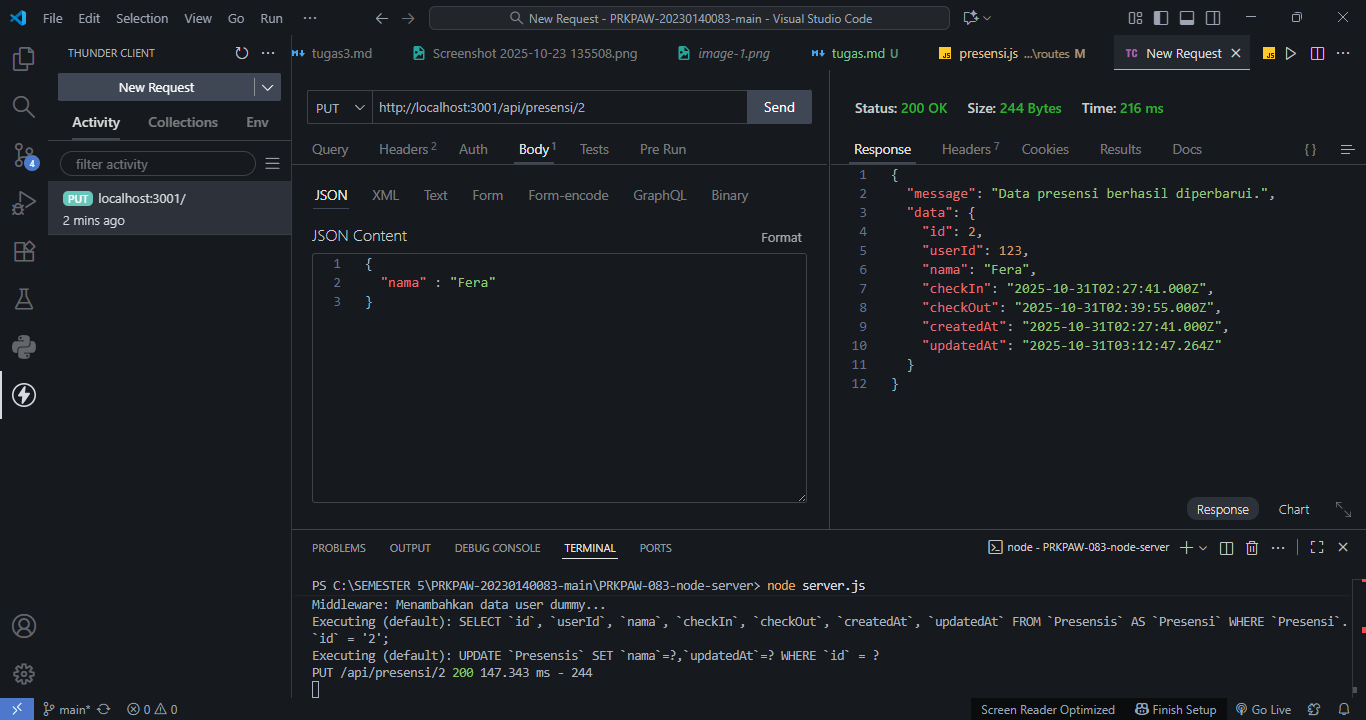 File Edit Selection View Go Run ··· New Request - PRKPAW-20230140083-main - Visual Studio Code
THUNDER CLIENT ···
New Request
Activity Collections Env
filter activity
PUT localhost:3001/
2 mins ago
4
tugas3.md Screenshot 2025-10-23 135508.png image-1.png tugas.md U JS presensi.js ...\routes M TC New Request JS ···
PUT http://localhost:3001/api/presensi/2 Send
Query Headers 2 Auth Body 1 Tests Pre Run
JSON XML Text Form Form-encode GraphQL Binary
JSON Content Format
1 {
2 "nama" : "Fera"
3 }
Status: 200 OK Size: 244 Bytes Time: 216 ms
Response Headers 7 Cookies Results Docs { }
1 {
2 "message": "Data presensi berhasil diperbarui.",
3 "data": {
4 "id": 2,
5 "userId": 123,
6 "nama": "Fera",
7 "checkIn": "2025-10-31T02:27:41.000Z",
8 "checkOut": "2025-10-31T02:39:55.000Z",
9 "createdAt": "2025-10-31T02:27:41.000Z",
10 "updatedAt": "2025-10-31T03:12:47.264Z"
11 }
12 }
Response Chart
PROBLEMS OUTPUT DEBUG CONSOLE TERMINAL PORTS node - PRKPAW-083-node-server ···
PS C:\SEMESTER 5\PRKPAW-20230140083-main\PRKPAW-083-node-server> node server.js
Middleware: Menambahkan data user dummy...
Executing (default): SELECT `id`, `userId`, `nama`, `checkIn`, `checkOut`, `createdAt`, `updatedAt` FROM `Presensis` AS `Presensi` WHERE `Presensi`.
`id` = '2';
Executing (default): UPDATE `Presensis` SET `nama`=?,`updatedAt`=? WHERE `id` = ?
PUT /api/presensi/2 200 147.343 ms - 244
main* 0 0 Screen Reader Optimized Finish Setup Go Live